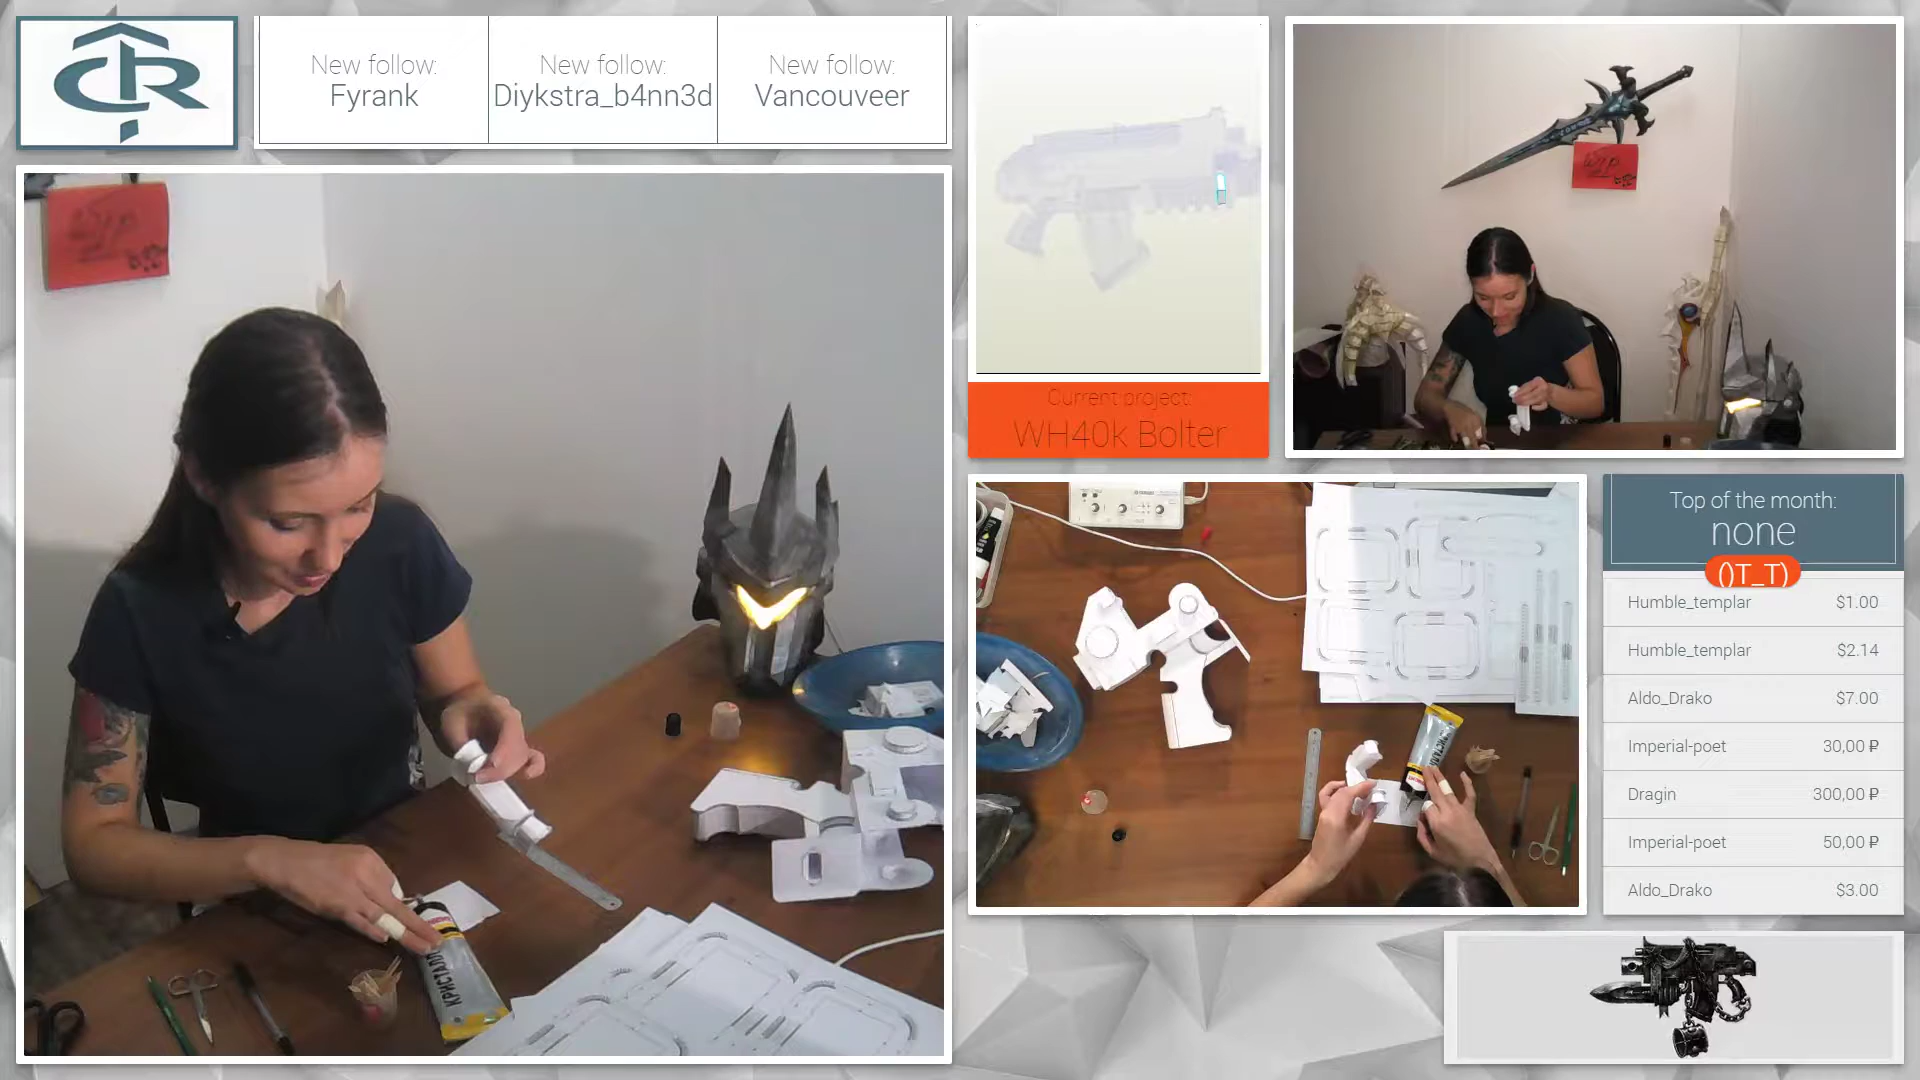 New follow:
Fyrank
New follow:
Diykstra_b4nn3d
New follow:
Vancouveer
WIP
Current project:
WH40k Bolter
WIP
КРИСТАЛЛ
Top of the month:
none
()T_T)
Humble_templar $1.00
Humble_templar $2.14
Aldo_Drako $7.00
Imperial-poet 30,00 ₽
Dragin 300,00 ₽
Imperial-poet 50,00 ₽
Aldo_Drako $3.00